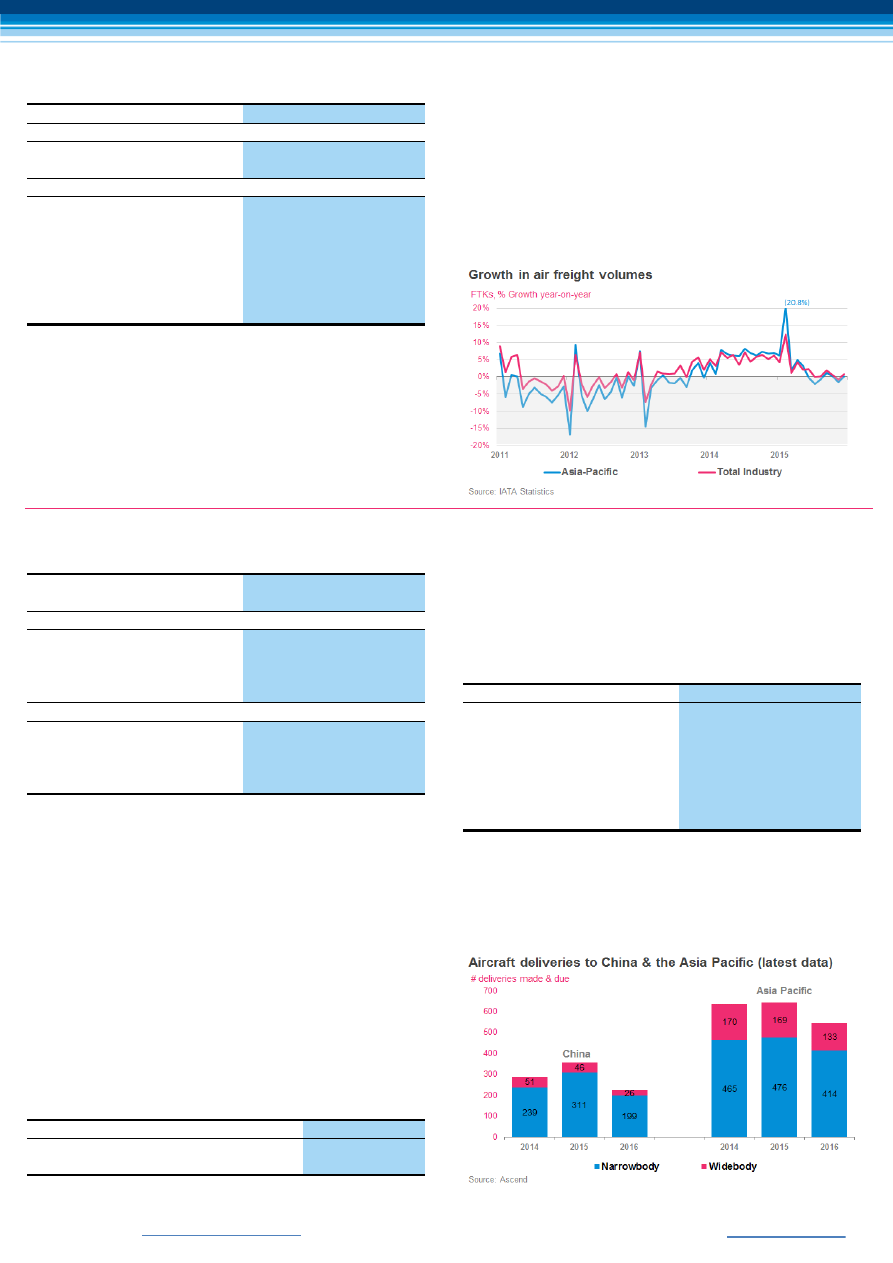 Growth in air freight volumes
FTKs, % Growth year-on-year
(20.8%)
20%
15%
10%
5%
0%
-5%
-10%
-15%
-20%
2011 2012 2013 2014 2015
Asia-Pacific Total Industry
Source: IATA Statistics
Aircraft deliveries to China & the Asia Pacific (latest data)
# deliveries made & due
700
600
500
400
300
200
100
0
China
Asia Pacific
51 46 26 170 169 133
239 311 199 465 476 414
2014 2015 2016 2014 2015 2016
Narrowbody Widebody
Source: Ascend